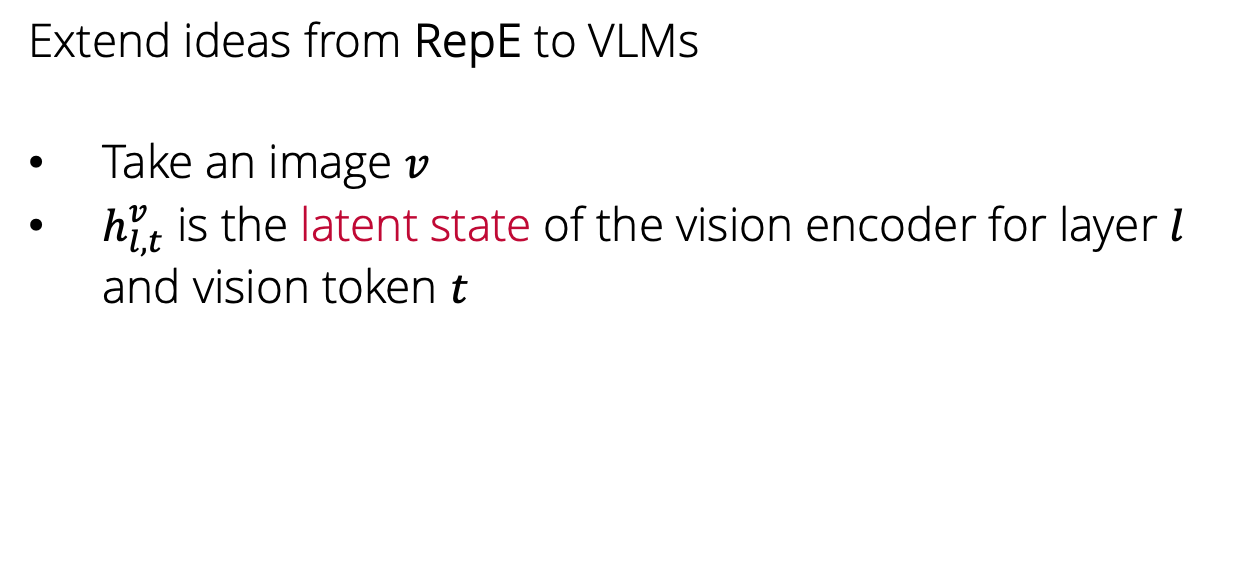 Extend ideas from RepE to VLMs
• Take an image v
• h^v_{l,t} is the latent state of the vision encoder for layer l
and vision token t